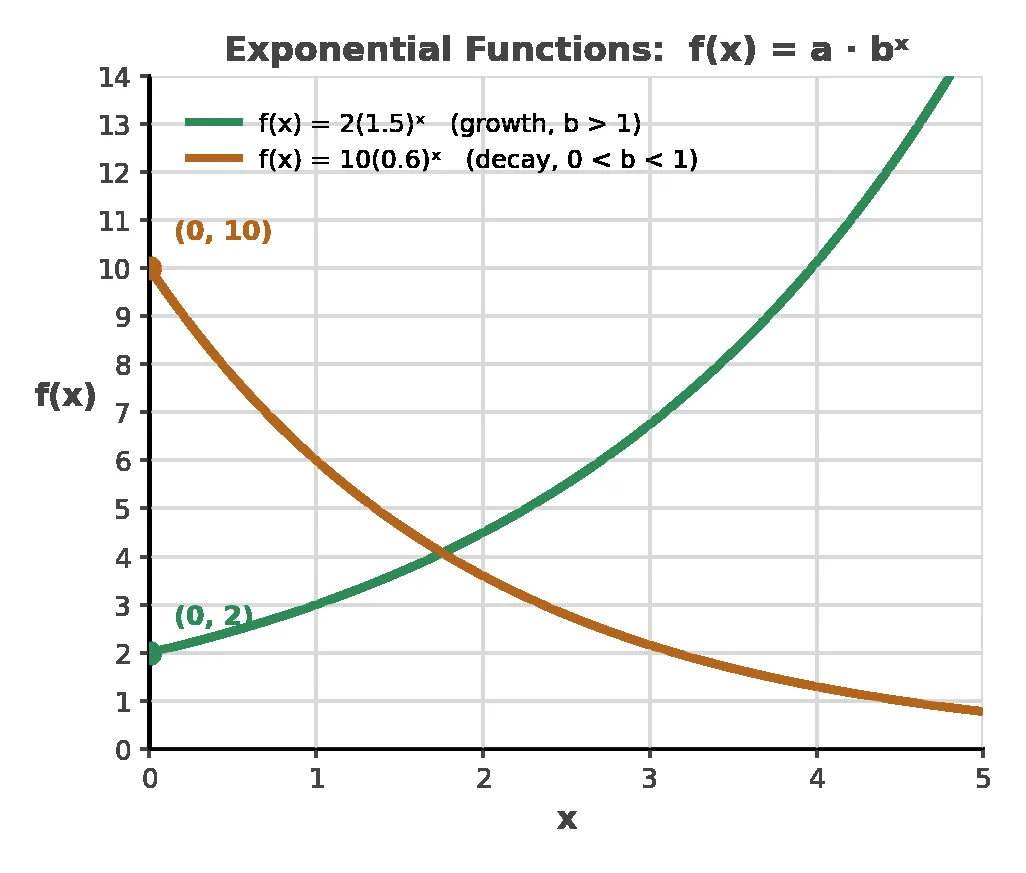 Exponential Functions:  f(x) = a · bˣ
f(x) = 2(1.5)ˣ   (growth, b > 1)
f(x) = 10(0.6)ˣ   (decay, 0 < b < 1)
(0, 10)
(0, 2)
f(x)
14
13
12
11
10
9
8
7
6
5
4
3
2
1
0
0 1 2 3 4 5
x